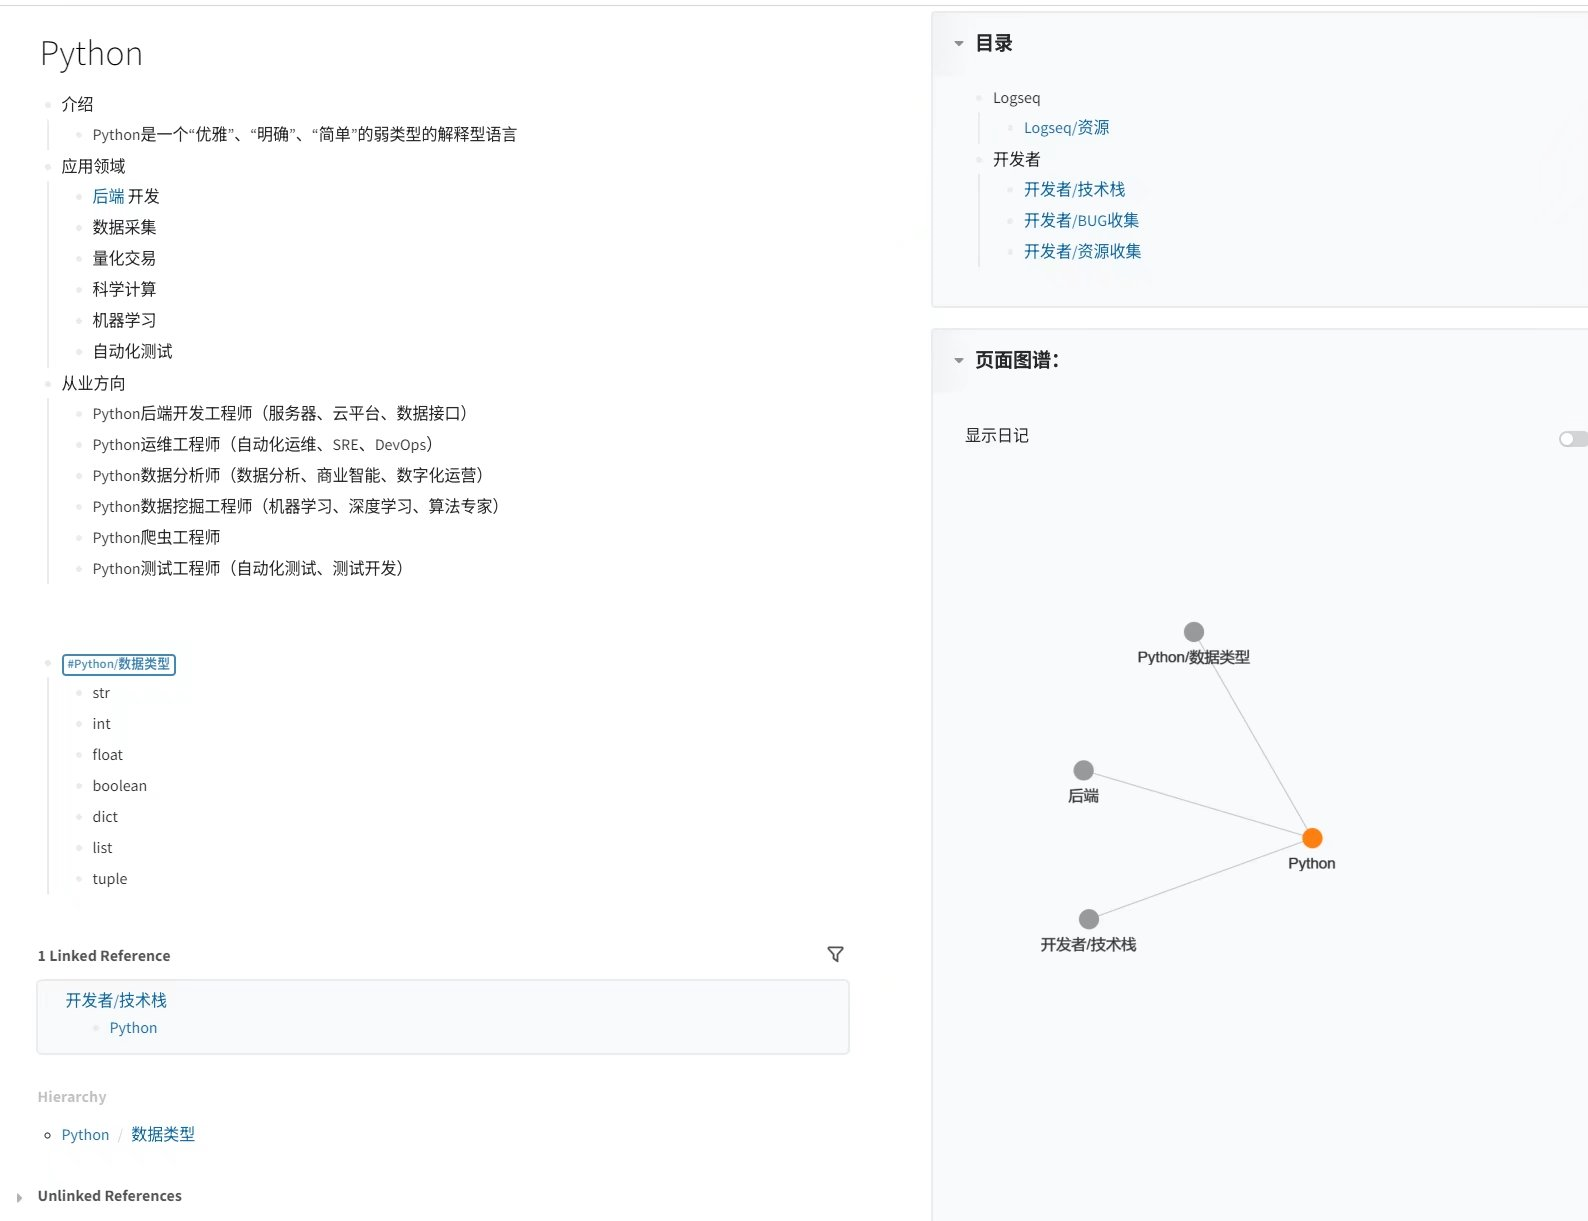 Python
介绍
Python是一个“优雅”、“明确”、“简单”的弱类型的解释型语言
应用领域
后端 开发
数据采集
量化交易
科学计算
机器学习
自动化测试
从业方向
Python后端开发工程师（服务器、云平台、数据接口）
Python运维工程师（自动化运维、SRE、DevOps）
Python数据分析师（数据分析、商业智能、数字化运营）
Python数据挖掘工程师（机器学习、深度学习、算法专家）
Python爬虫工程师
Python测试工程师（自动化测试、测试开发）
#Python/数据类型
str
int
float
boolean
dict
list
tuple
1 Linked Reference
开发者/技术栈
Python
Hierarchy
Python / 数据类型
Unlinked References
目录
Logseq
Logseq/资源
开发者
开发者/技术栈
开发者/BUG收集
开发者/资源收集
页面图谱：
显示日记
Python/数据类型
后端
Python
开发者/技术栈